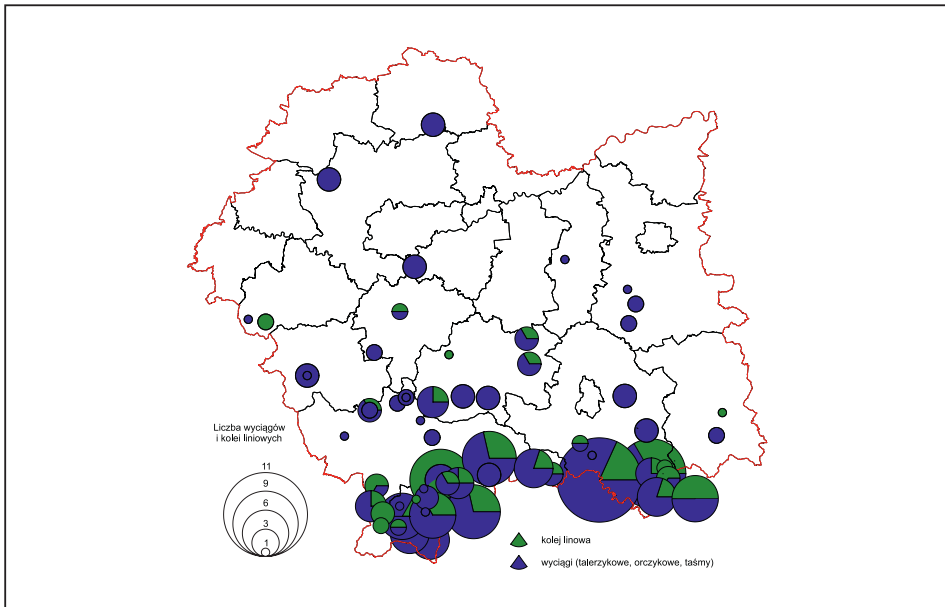 Liczba wyciągów
i kolei liniowych
11
9
6
3
1
kolej linowa
wyciągi (talerzykowe, orczykowe, taśmy)